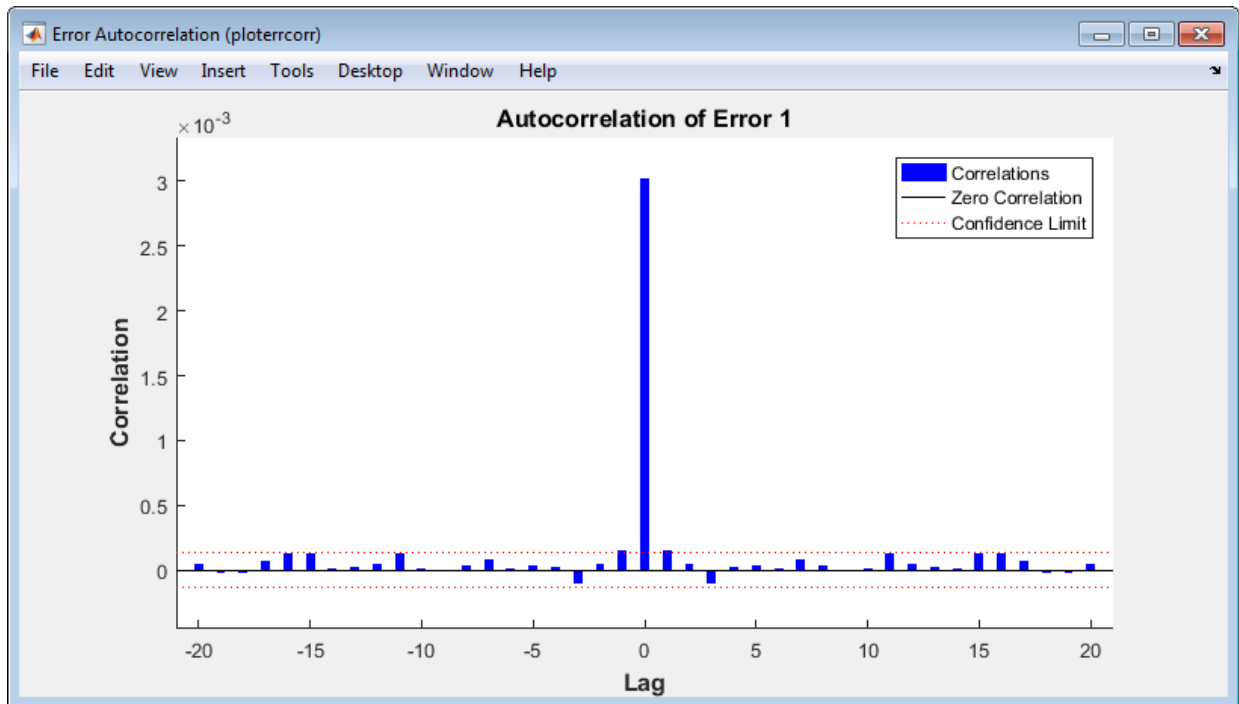 Error Autocorrelation (ploterrcorr)
File Edit View Insert Tools Desktop Window Help
Autocorrelation of Error 1
×10⁻³
Correlations
Zero Correlation
Confidence Limit
3
2.5
2
1.5
1
0.5
0
Correlation
-20 -15 -10 -5 0 5 10 15 20
Lag